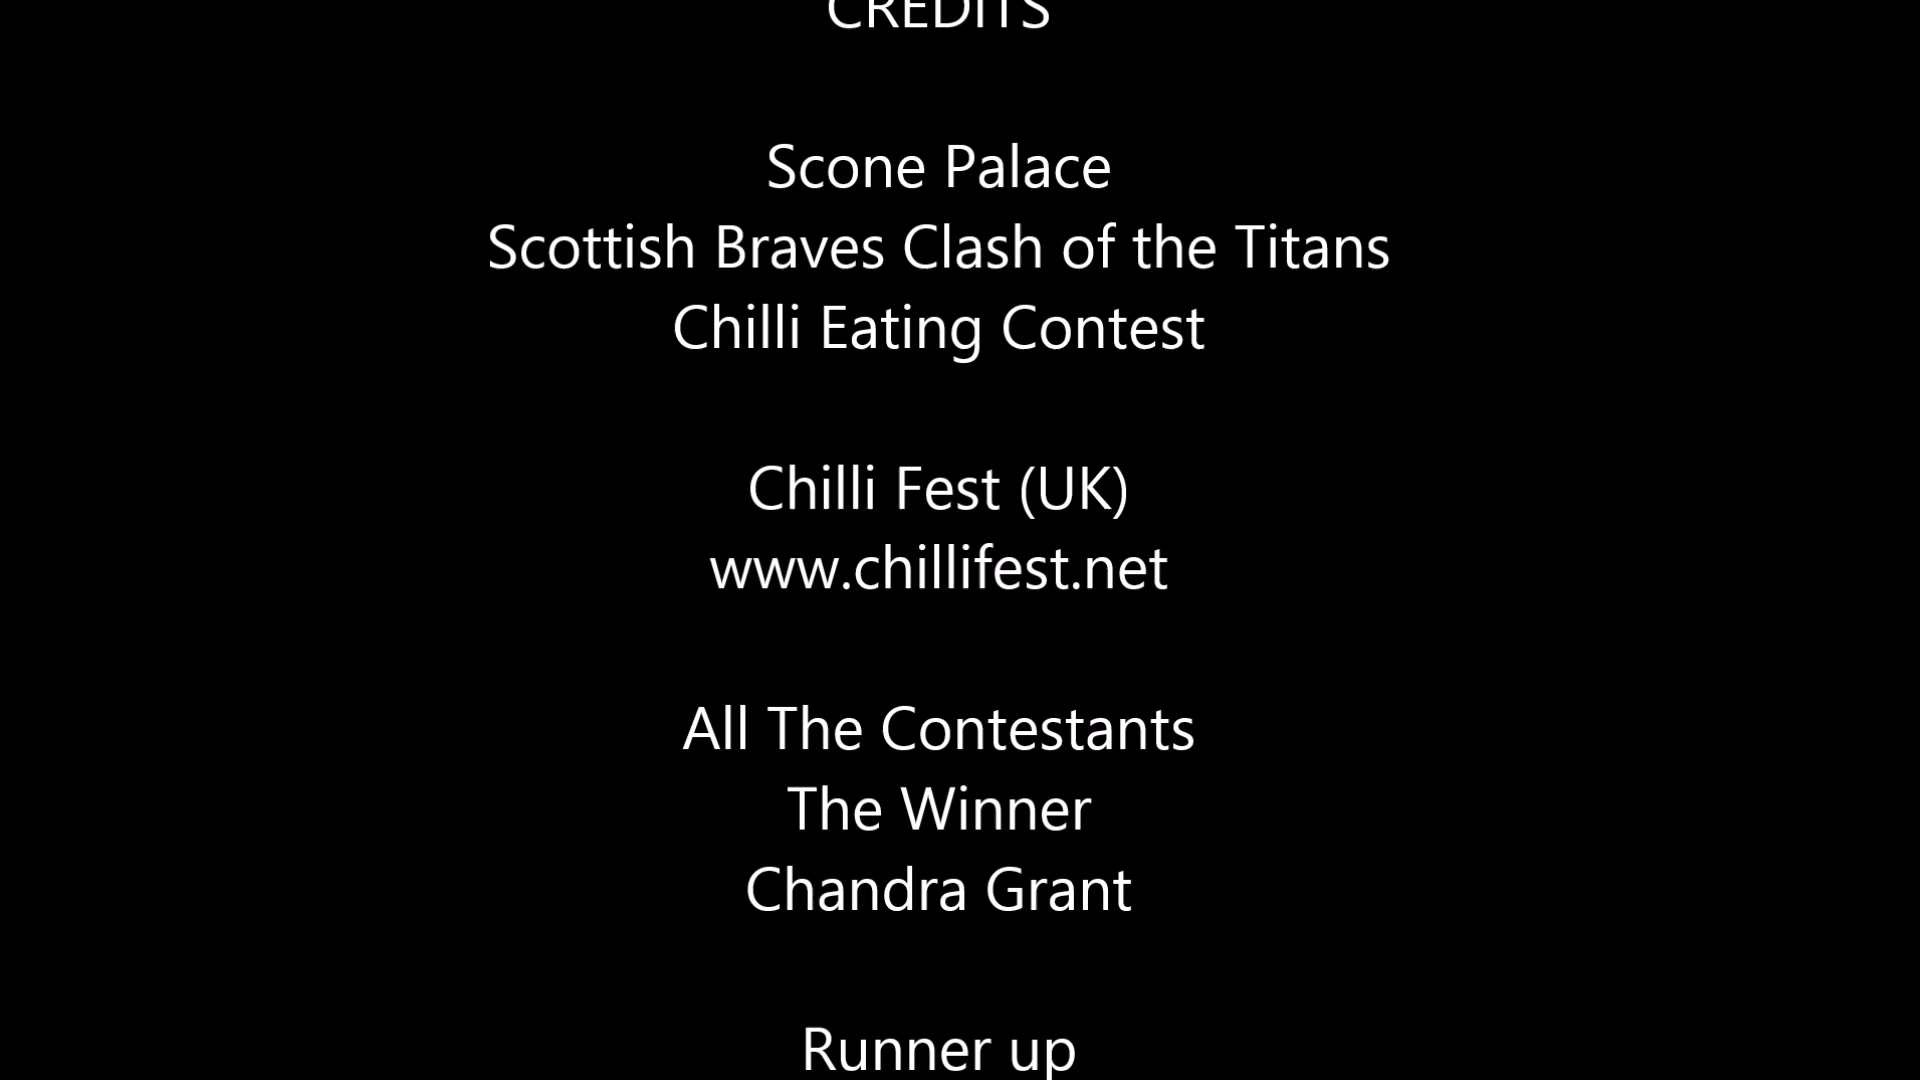 CREDITS
Scone Palace
Scottish Braves Clash of the Titans
Chilli Eating Contest
Chilli Fest (UK)
www.chillifest.net
All The Contestants
The Winner
Chandra Grant
Runner up